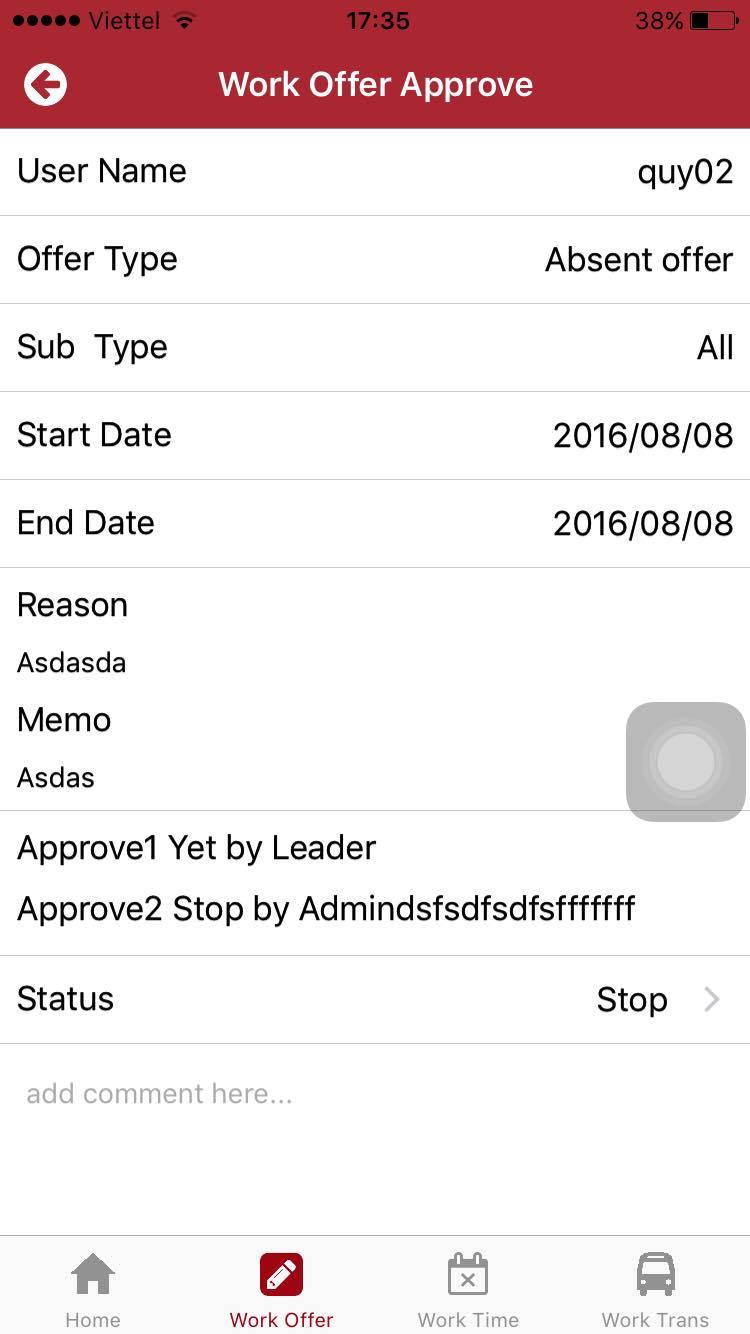 Viettel 17:35 38%
Work Offer Approve
User Name quy02
Offer Type Absent offer
Sub Type All
Start Date 2016/08/08
End Date 2016/08/08
Reason
Asdasda
Memo
Asdas
Approve1 Yet by Leader
Approve2 Stop by Admindsfsdfsdfsfffffff
Status Stop
add comment here...
Home Work Offer Work Time Work Trans